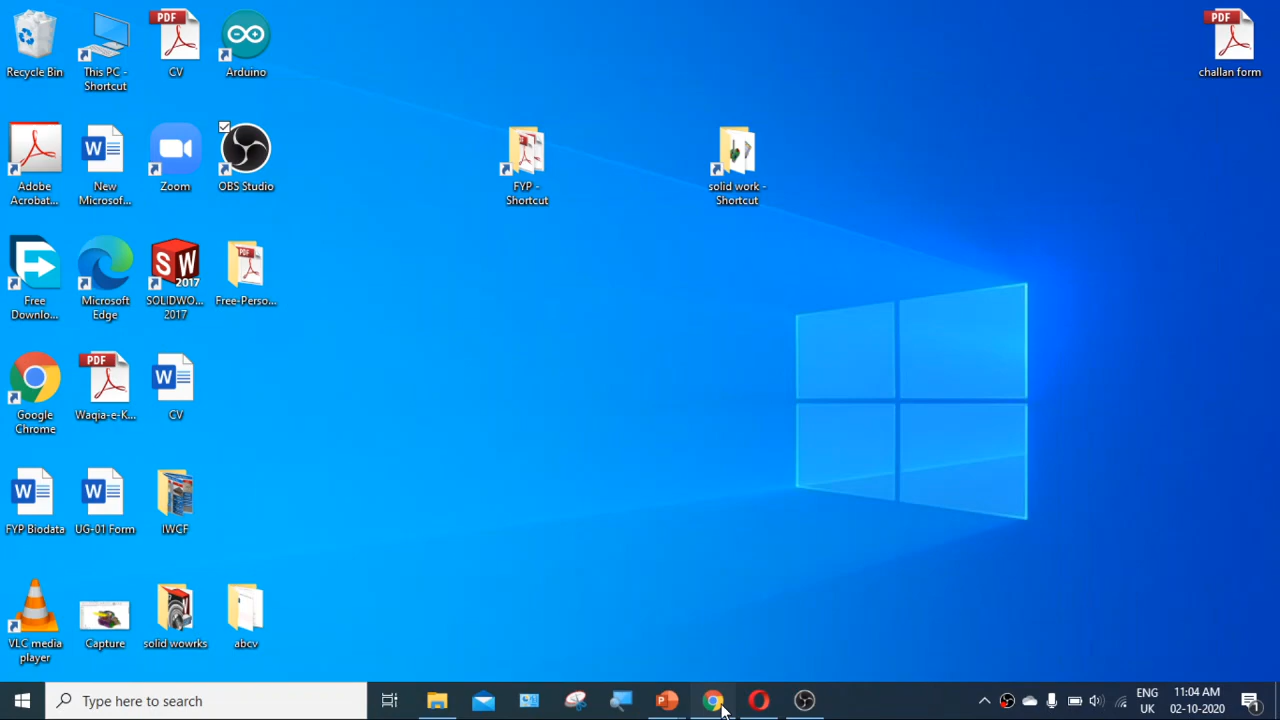 Recycle Bin
This PC -
Shortcut
PDF
CV
Arduino
PDF
challan form
Adobe
Acrobat...
New
Microsof...
Zoom
OBS Studio
FYP -
Shortcut
solid work -
Shortcut
Free
Downlo...
Microsoft
Edge
SW
2017
SOLIDWO...
2017
PDF
Free-Perso...
Google
Chrome
PDF
Waqia-e-K...
W
CV
W
FYP Biodata
W
UG-01 Form
IWCF
VLC media
player
Capture
solid wowrks
abcv
Type here to search
ENG
UK
11:04 AM
02-10-2020
1